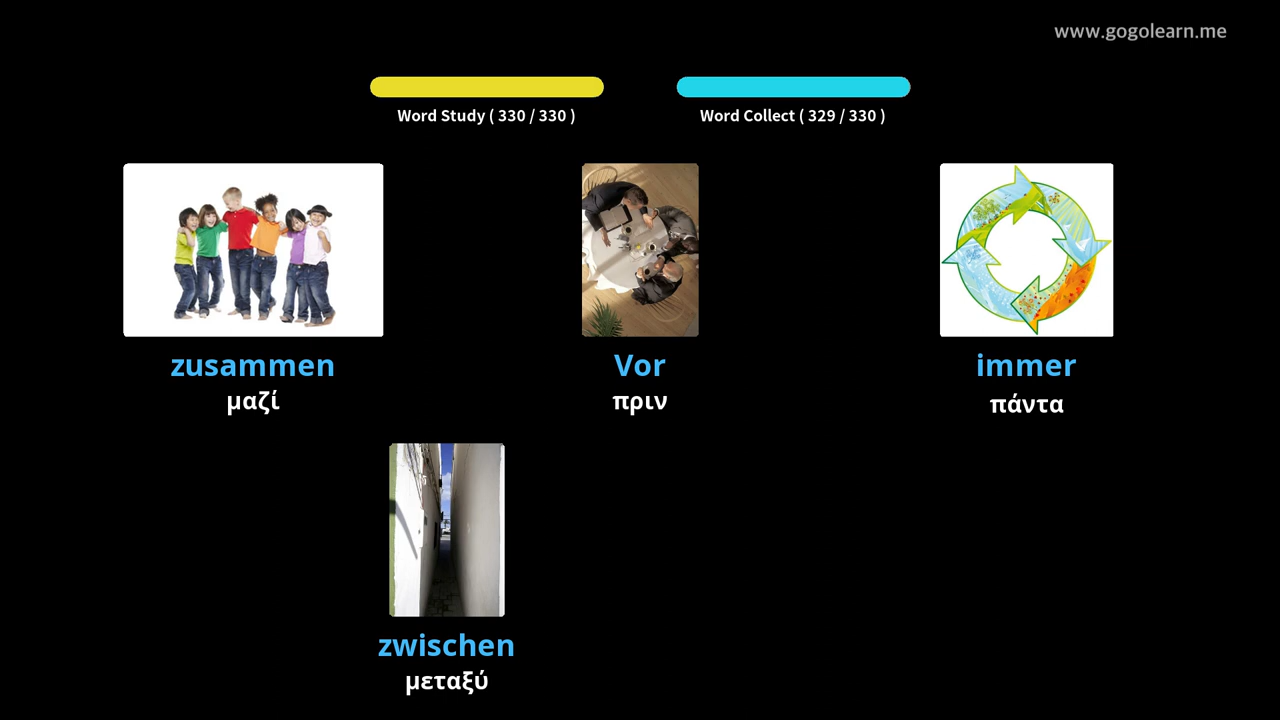 www.gogolearn.me
Word Study ( 330 / 330 )
Word Collect ( 329 / 330 )
zusammen
μαζί
Vor
πριν
immer
πάντα
zwischen
μεταξύ